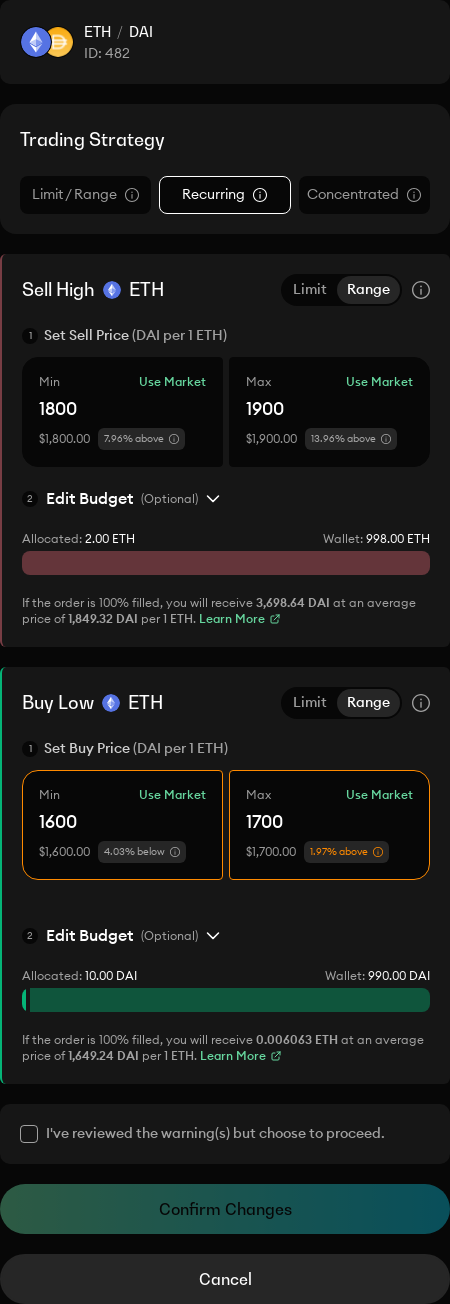 ETH / DAI
ID: 482
Trading Strategy
Limit / Range
Recurring
Concentrated
Sell High ETH
Limit Range
1 Set Sell Price (DAI per 1 ETH)
Min Use Market
1800
$1,800.00 7.96% above
Max Use Market
1900
$1,900.00 13.96% above
2 Edit Budget (Optional)
Allocated: 2.00 ETH Wallet: 998.00 ETH
If the order is 100% filled, you will receive 3,698.64 DAI at an average
price of 1,849.32 DAI per 1 ETH. Learn More
Buy Low ETH
Limit Range
1 Set Buy Price (DAI per 1 ETH)
Min Use Market
1600
$1,600.00 4.03% below
Max Use Market
1700
$1,700.00 1.97% above
2 Edit Budget (Optional)
Allocated: 10.00 DAI Wallet: 990.00 DAI
If the order is 100% filled, you will receive 0.006063 ETH at an average
price of 1,649.24 DAI per 1 ETH. Learn More
I've reviewed the warning(s) but choose to proceed.
Confirm Changes
Cancel